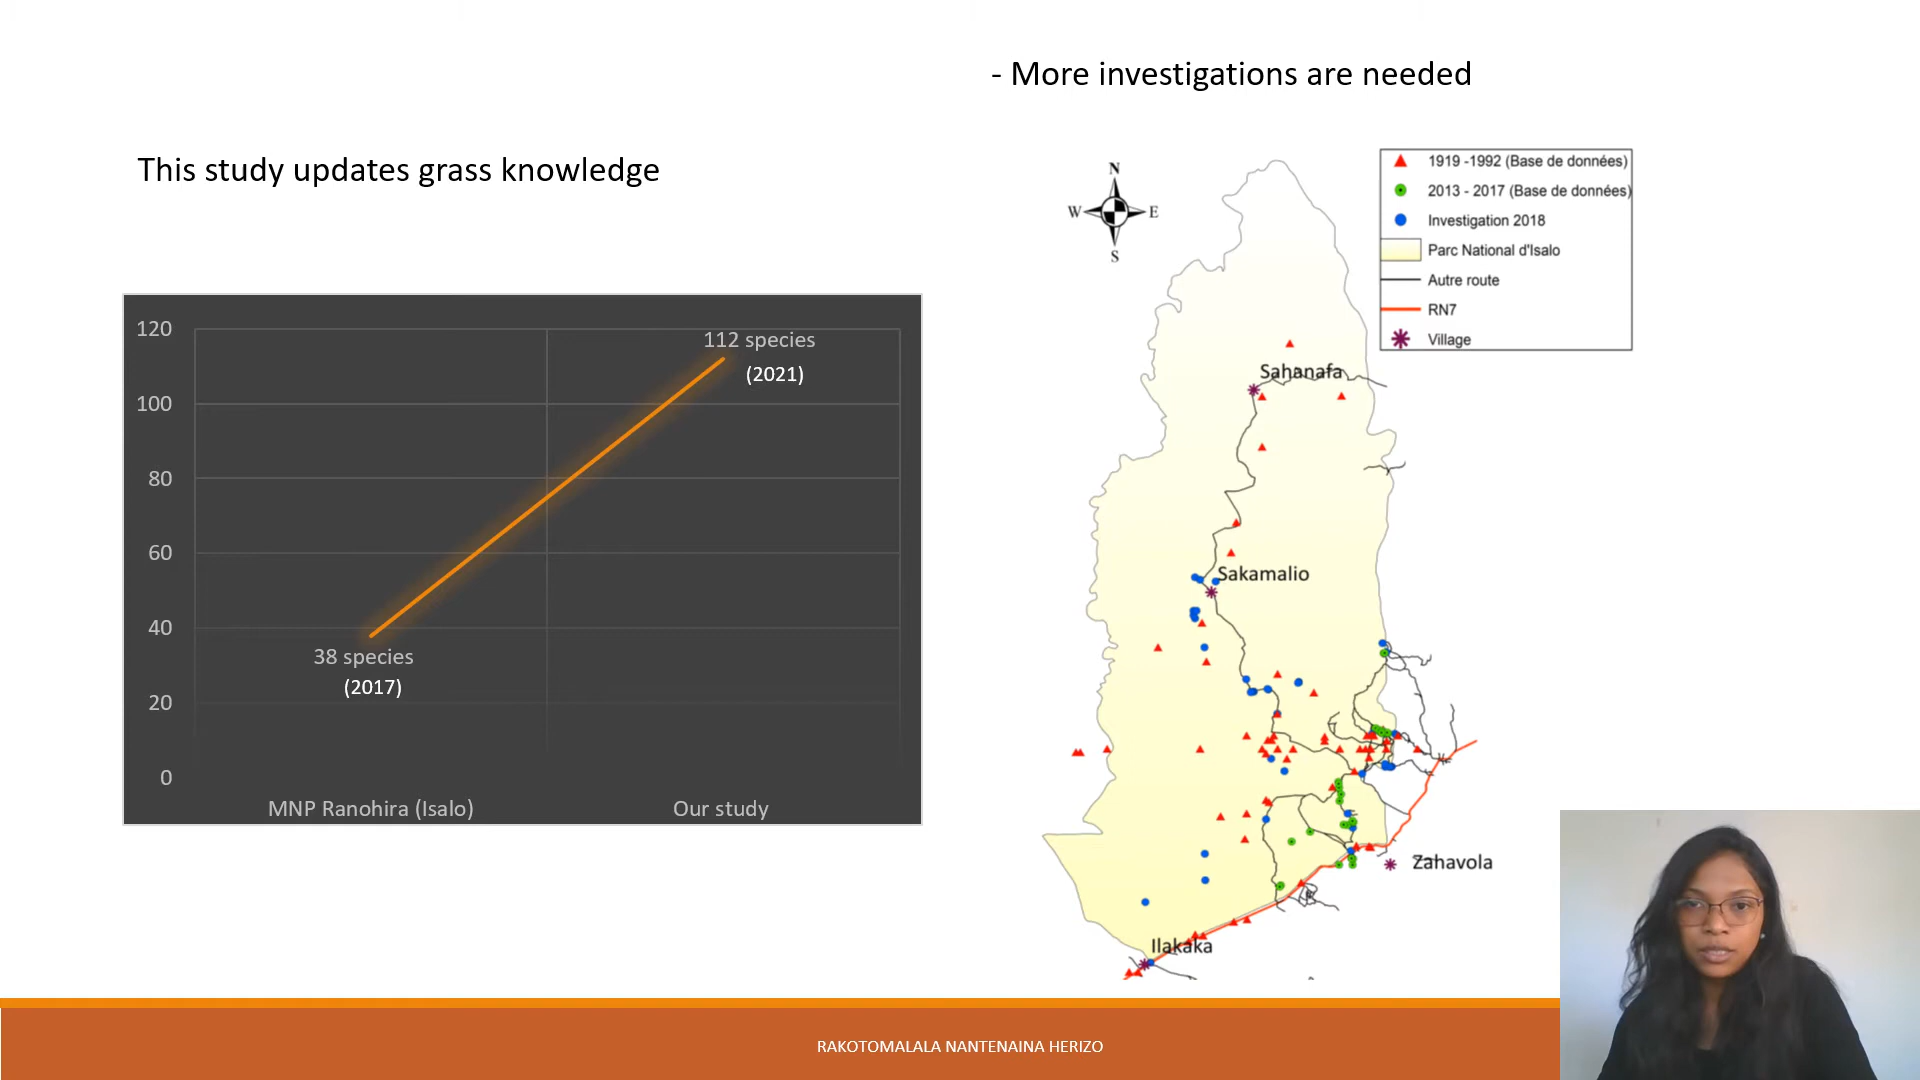 - More investigations are needed
This study updates grass knowledge
120
100
80
60
40
20
0
112 species
(2021)
38 species
(2017)
MNP Ranohira (Isalo)
Our study
N
W
E
S
1919 -1992 (Base de données)
2013 - 2017 (Base de données)
Investigation 2018
Parc National d'Isalo
Autre route
RN7
Village
Sahanafa
Sakamalio
Zahavola
Ilakaka
RAKOTOMALALA NANTENAINA HERIZO